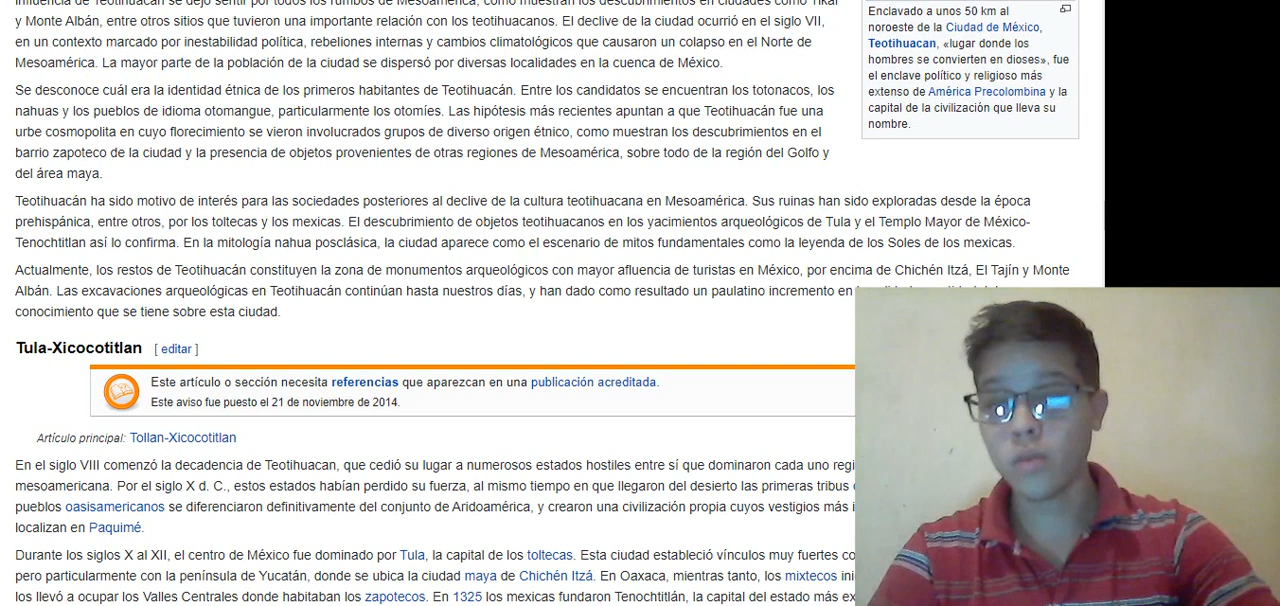 influencia de Teotihuacán se dejó sentir por todos los rumbos de Mesoamérica, como muestran los descubrimientos en ciudades como Tikal
y Monte Albán, entre otros sitios que tuvieron una importante relación con los teotihuacanos. El declive de la ciudad ocurrió en el siglo VII,
en un contexto marcado por inestabilidad política, rebeliones internas y cambios climatológicos que causaron un colapso en el Norte de
Mesoamérica. La mayor parte de la población de la ciudad se dispersó por diversas localidades en la cuenca de México.
Se desconoce cuál era la identidad étnica de los primeros habitantes de Teotihuacán. Entre los candidatos se encuentran los totonacos, los
nahuas y los pueblos de idioma otomangue, particularmente los otomíes. Las hipótesis más recientes apuntan a que Teotihuacán fue una
urbe cosmopolita en cuyo florecimiento se vieron involucrados grupos de diverso origen étnico, como muestran los descubrimientos en el
barrio zapoteco de la ciudad y la presencia de objetos provenientes de otras regiones de Mesoamérica, sobre todo de la región del Golfo y
del área maya.
Enclavado a unos 50 km al
noroeste de la Ciudad de México,
Teotihuacan, «lugar donde los
hombres se convierten en dioses», fue
el enclave político y religioso más
extenso de América Precolombina y la
capital de la civilización que lleva su
nombre.
Teotihuacán ha sido motivo de interés para las sociedades posteriores al declive de la cultura teotihuacana en Mesoamérica. Sus ruinas han sido exploradas desde la época
prehispánica, entre otros, por los toltecas y los mexicas. El descubrimiento de objetos teotihuacanos en los yacimientos arqueológicos de Tula y el Templo Mayor de México-
Tenochtitlan así lo confirma. En la mitología nahua posclásica, la ciudad aparece como el escenario de mitos fundamentales como la leyenda de los Soles de los mexicas.
Actualmente, los restos de Teotihuacán constituyen la zona de monumentos arqueológicos con mayor afluencia de turistas en México, por encima de Chichén Itzá, El Tajín y Monte
Albán. Las excavaciones arqueológicas en Teotihuacán continúan hasta nuestros días, y han dado como resultado un paulatino incremento en
conocimiento que se tiene sobre esta ciudad.
Tula-Xicocotitlan [ editar ]
Este artículo o sección necesita referencias que aparezcan en una publicación acreditada.
Este aviso fue puesto el 21 de noviembre de 2014.
Artículo principal: Tollan-Xicocotitlan
En el siglo VIII comenzó la decadencia de Teotihuacan, que cedió su lugar a numerosos estados hostiles entre sí que dominaron cada uno regi
mesoamericana. Por el siglo X d. C., estos estados habían perdido su fuerza, al mismo tiempo en que llegaron del desierto las primeras tribus
pueblos oasisamericanos se diferenciaron definitivamente del conjunto de Aridoamérica, y crearon una civilización propia cuyos vestigios más i
localizan en Paquimé.
Durante los siglos X al XII, el centro de México fue dominado por Tula, la capital de los toltecas. Esta ciudad estableció vínculos muy fuertes co
pero particularmente con la península de Yucatán, donde se ubica la ciudad maya de Chichén Itzá. En Oaxaca, mientras tanto, los mixtecos ini
los llevó a ocupar los Valles Centrales donde habitaban los zapotecos. En 1325 los mexicas fundaron Tenochtitlán, la capital del estado más ex